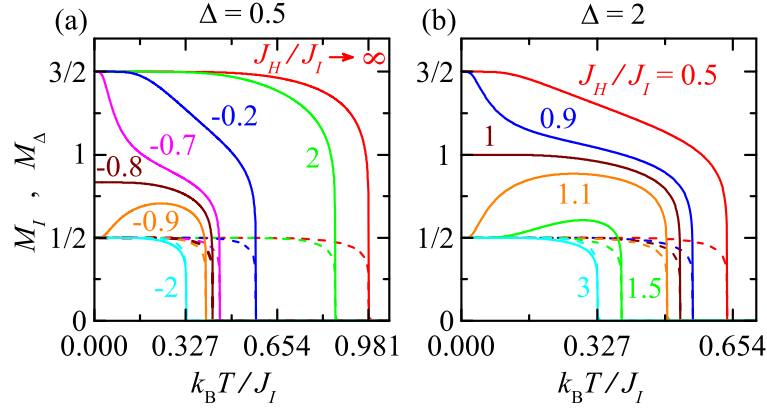 (a) Δ = 0.5
(b) Δ = 2
M_I , M_Δ
3/2
1
1/2
0
J_H/J_I → ∞
-0.2
2
-0.7
-0.8
-0.9
-2
0.000 0.327 0.654 0.981
k_BT/J_I
J_H/J_I = 0.5
0.9
1
1.1
1.5
3
3/2
1
1/2
0
0.000 0.327 0.654
k_BT/J_I